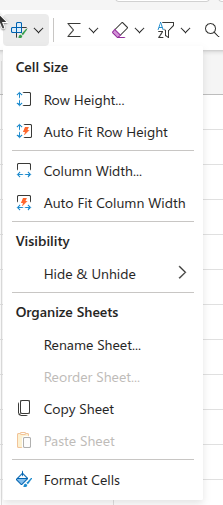 Cell Size
Row Height...
Auto Fit Row Height
Column Width...
Auto Fit Column Width
Visibility
Hide & Unhide
Organize Sheets
Rename Sheet...
Reorder Sheet...
Copy Sheet
Paste Sheet
Format Cells